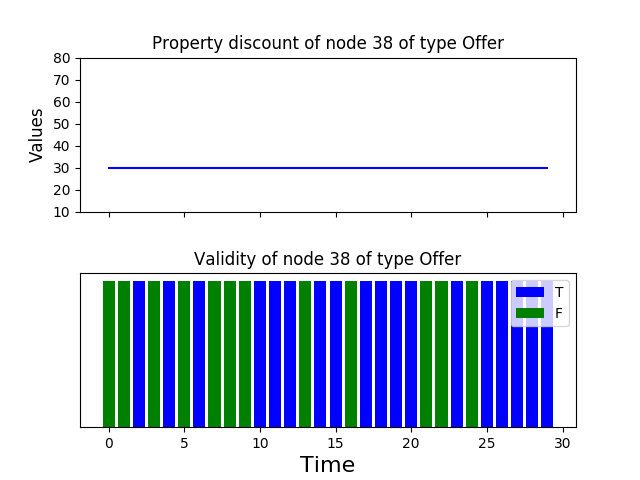 Property discount of node 38 of type Offer
80
70
60
50
40
30
20
10
Values
Validity of node 38 of type Offer
T
F
0 5 10 15 20 25 30
Time